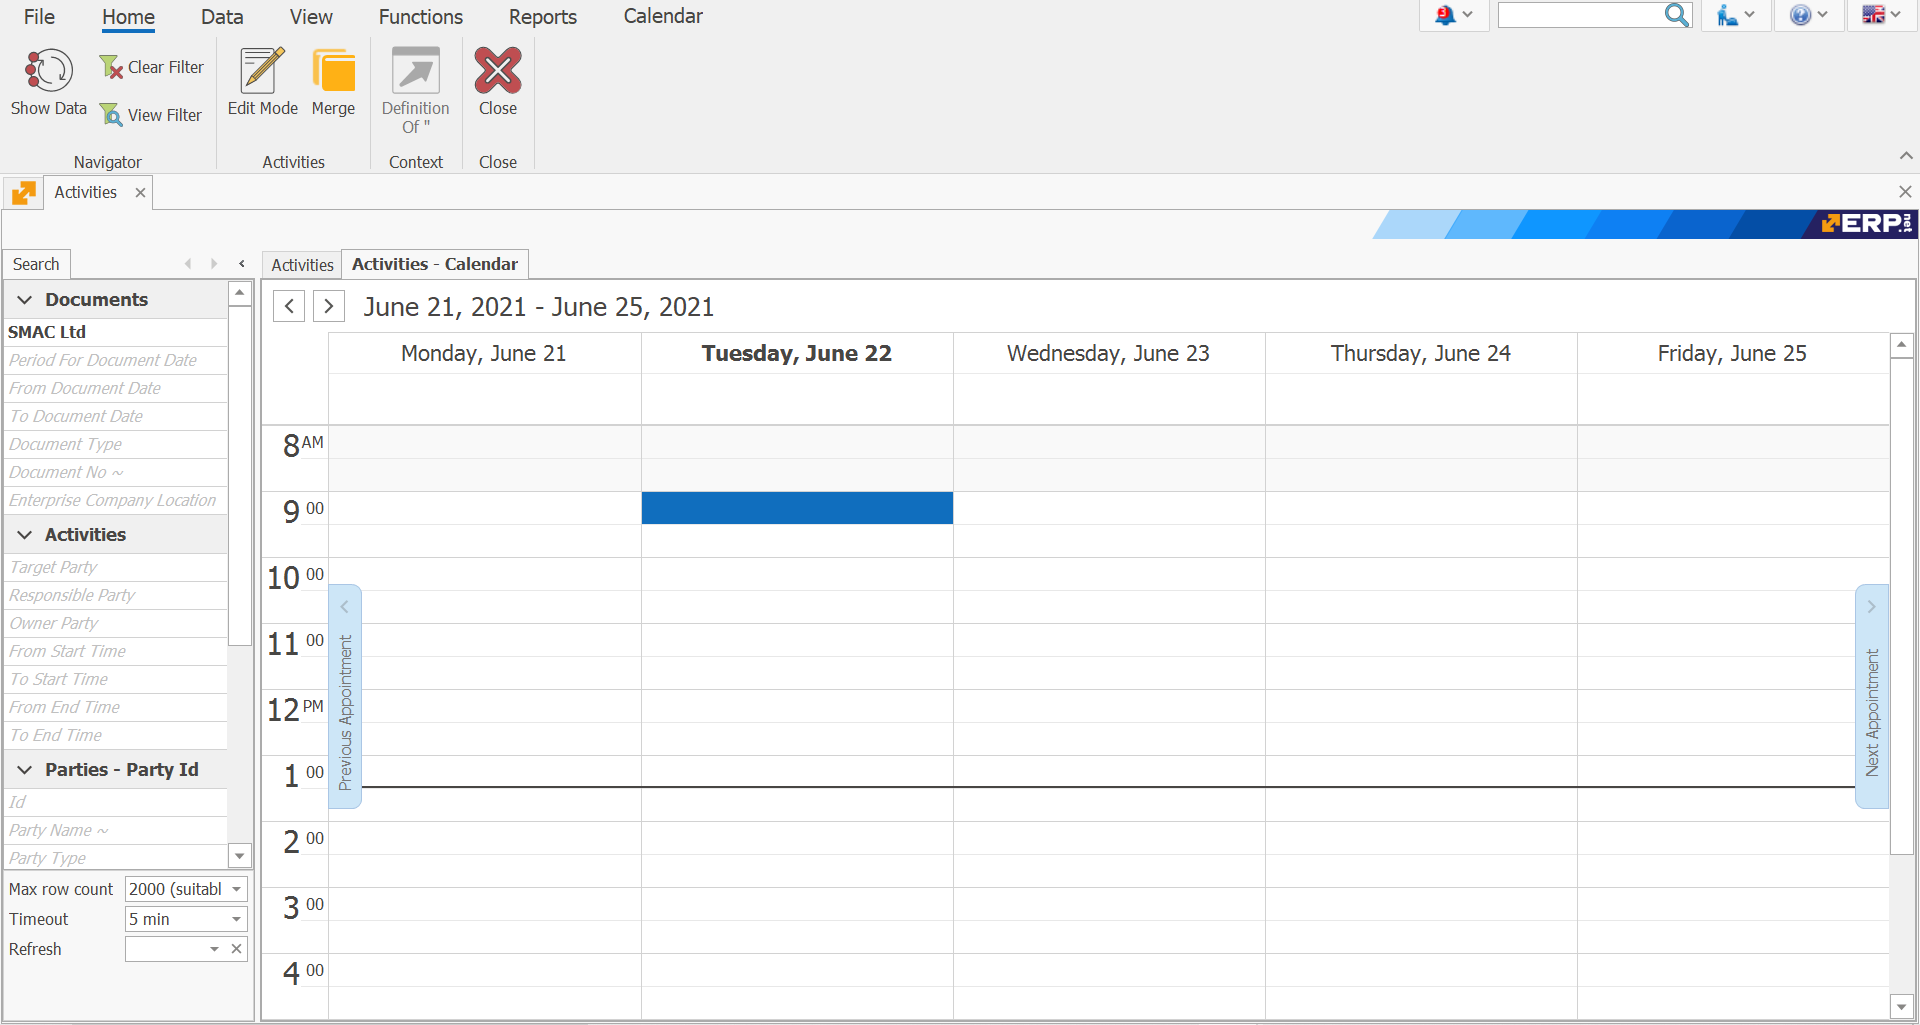 File Home Data View Functions Reports Calendar
3
Show Data
Clear Filter
View Filter
Navigator
Edit Mode
Merge
Activities
Definition
Of "
Context
Close
Close
Activities
ERP.net
Search
Documents
SMAC Ltd
Period For Document Date
From Document Date
To Document Date
Document Type
Document No ~
Enterprise Company Location
Activities
Target Party
Responsible Party
Owner Party
From Start Time
To Start Time
From End Time
To End Time
Parties - Party Id
Id
Party Name ~
Party Type
Max row count 2000 (suitabl
Timeout 5 min
Refresh
Activities Activities - Calendar
June 21, 2021 - June 25, 2021
Monday, June 21 Tuesday, June 22 Wednesday, June 23 Thursday, June 24 Friday, June 25
8 AM
9 00
10 00
11 00
12 PM
1 00
2 00
3 00
4 00
Previous Appointment
Next Appointment